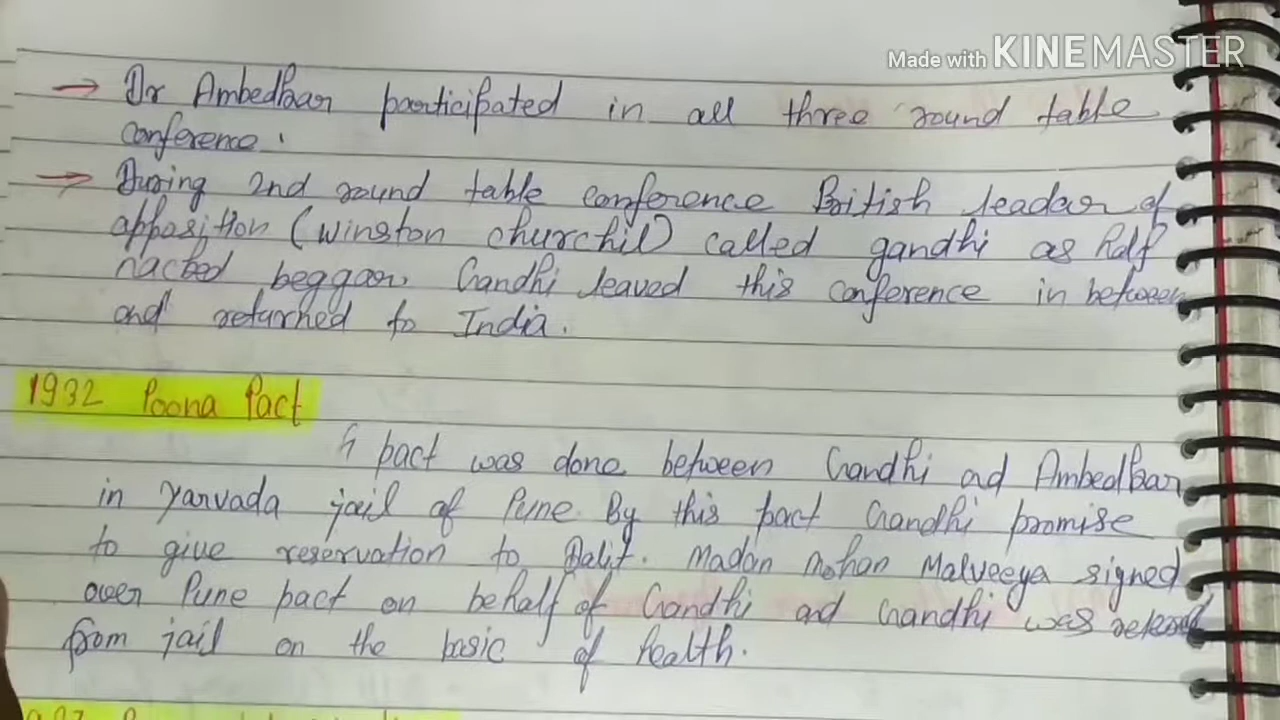 Made with KINEMASTER
→ Dr Ambedkar participated in all three round table
conference.
→ During 2nd round table conference British leader of
opposition (winston churchil) called gandhi as half
nacked beggar. Gandhi leaved this conference in between
and returned to India.
1932 Poona Pact
pact was done between Gandhi ad Ambedkar
in Yarvada jail of Pune. By this pact Gandhi promise
to give reservation to Dalit. Madan mohan Malveeya signed
over Pune pact on behalf of Gandhi ad Gandhi was
from jail on the basic of health.